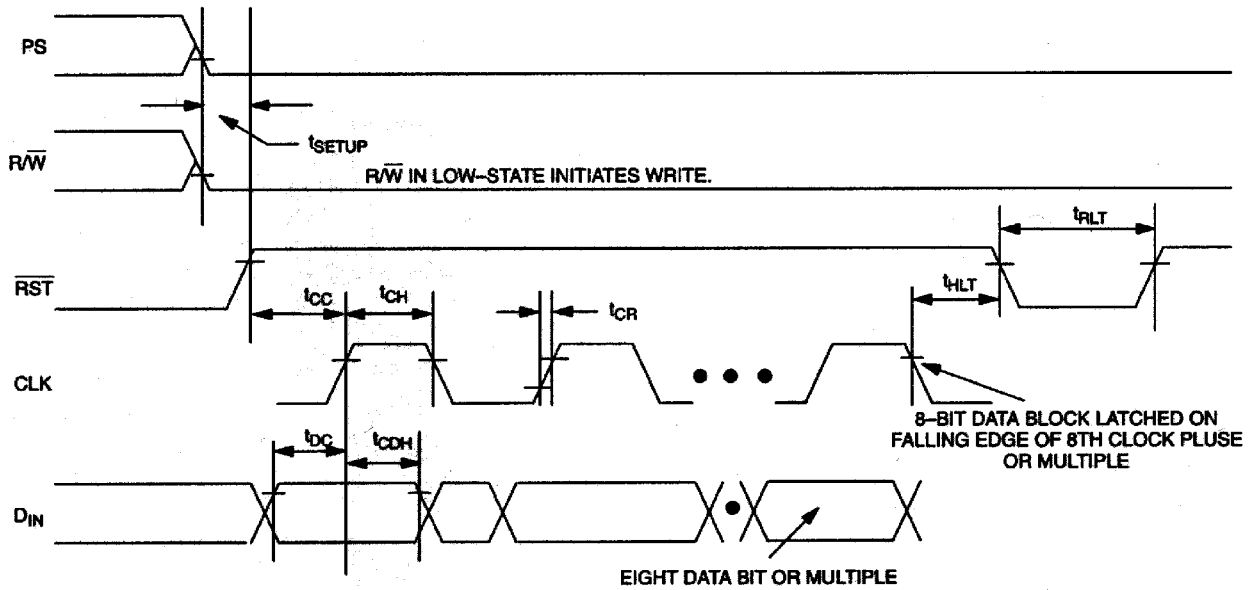 PS
tSETUP
R/W̅
R/W̅ IN LOW–STATE INITIATES WRITE.
tRLT
R̅S̅T̅
tHLT
tCC
tCH
tCR
CLK
8–BIT DATA BLOCK LATCHED ON
FALLING EDGE OF 8TH CLOCK PLUSE
OR MULTIPLE
tDC
tCDH
DIN
EIGHT DATA BIT OR MULTIPLE